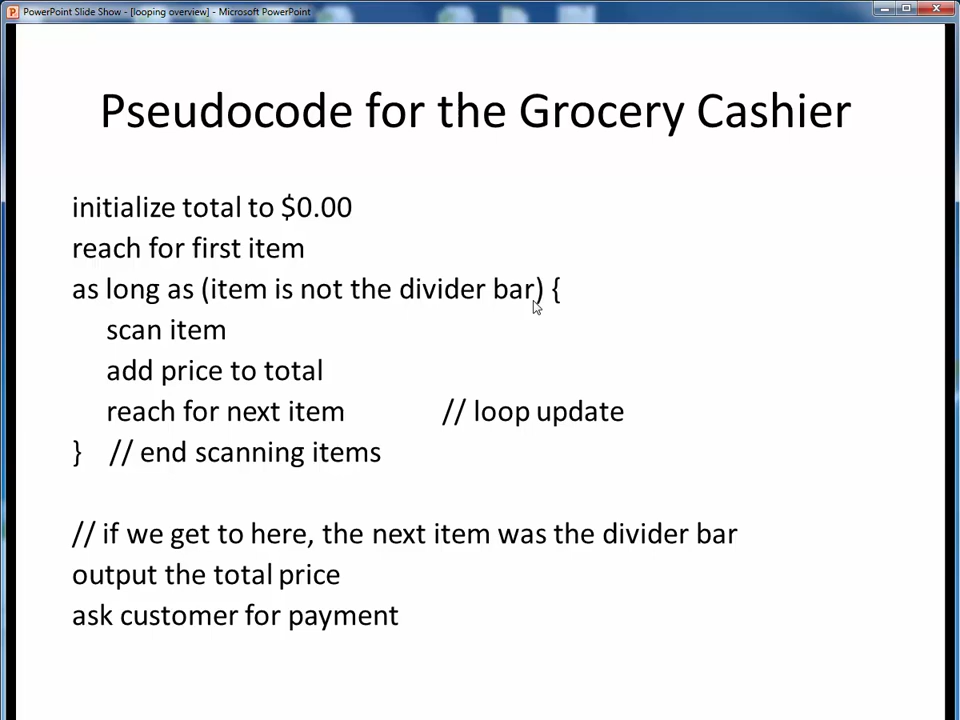 PowerPoint Slide Show - [looping overview] - Microsoft PowerPoint
Pseudocode for the Grocery Cashier
initialize total to $0.00
reach for first item
as long as (item is not the divider bar) {
scan item
add price to total
reach for next item // loop update
} // end scanning items
// if we get to here, the next item was the divider bar
output the total price
ask customer for payment